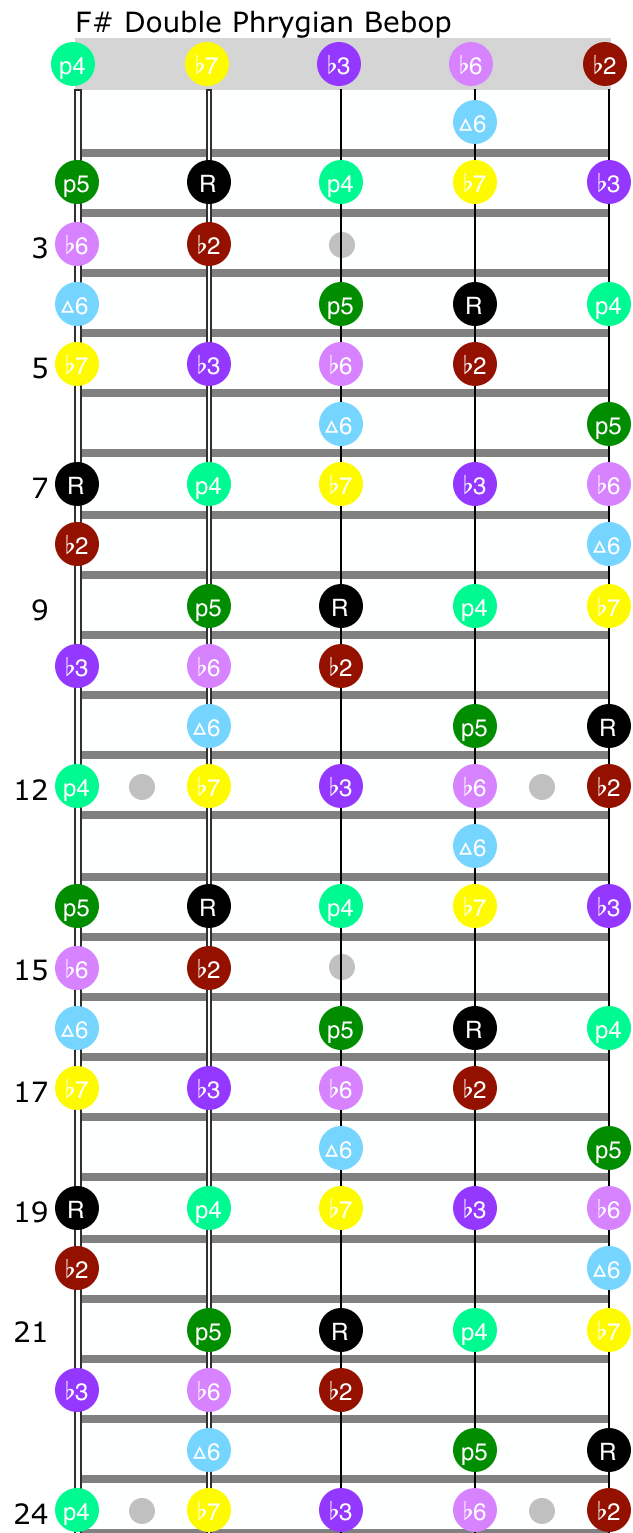 F# Double Phrygian Bebop
p4 ♭7 ♭3 ♭6 ♭2
▵6
p5 R p4 ♭7 ♭3
3 ♭6 ♭2
▵6 p5 R p4
5 ♭7 ♭3 ♭6 ♭2
▵6 p5
7 R p4 ♭7 ♭3 ♭6
♭2 ▵6
9 p5 R p4 ♭7
♭3 ♭6 ♭2
▵6 p5 R
12 p4 ♭7 ♭3 ♭6 ♭2
▵6
p5 R p4 ♭7 ♭3
15 ♭6 ♭2
▵6 p5 R p4
17 ♭7 ♭3 ♭6 ♭2
▵6 p5
19 R p4 ♭7 ♭3 ♭6
♭2 ▵6
21 p5 R p4 ♭7
♭3 ♭6 ♭2
▵6 p5 R
24 p4 ♭7 ♭3 ♭6 ♭2